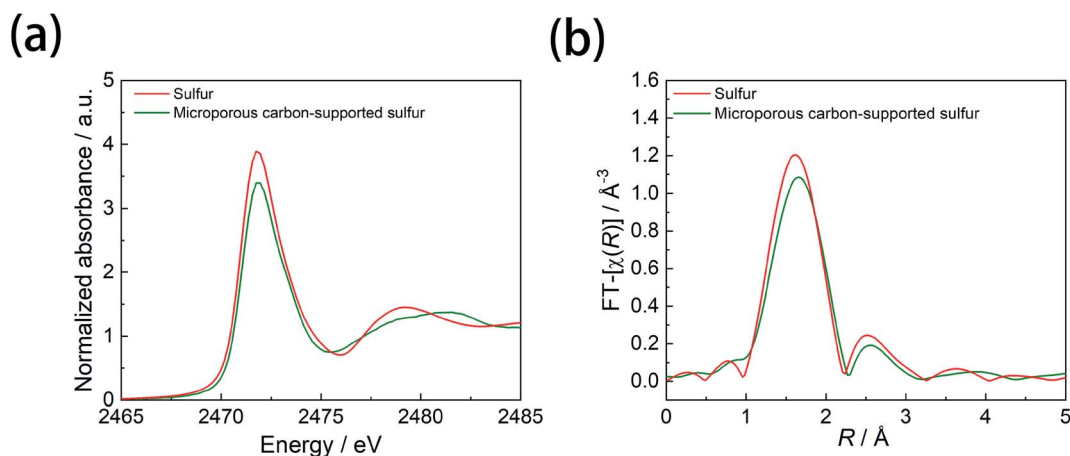 (a)
Normalized absorbance / a.u.
5
4
3
2
1
0
Sulfur
Microporous carbon-supported sulfur
2465 2470 2475 2480 2485
Energy / eV
(b)
FT-[χ(R)] / Å-3
1.6
1.4
1.2
1.0
0.8
0.6
0.4
0.2
0.0
Sulfur
Microporous carbon-supported sulfur
0 1 2 3 4 5
R / Å